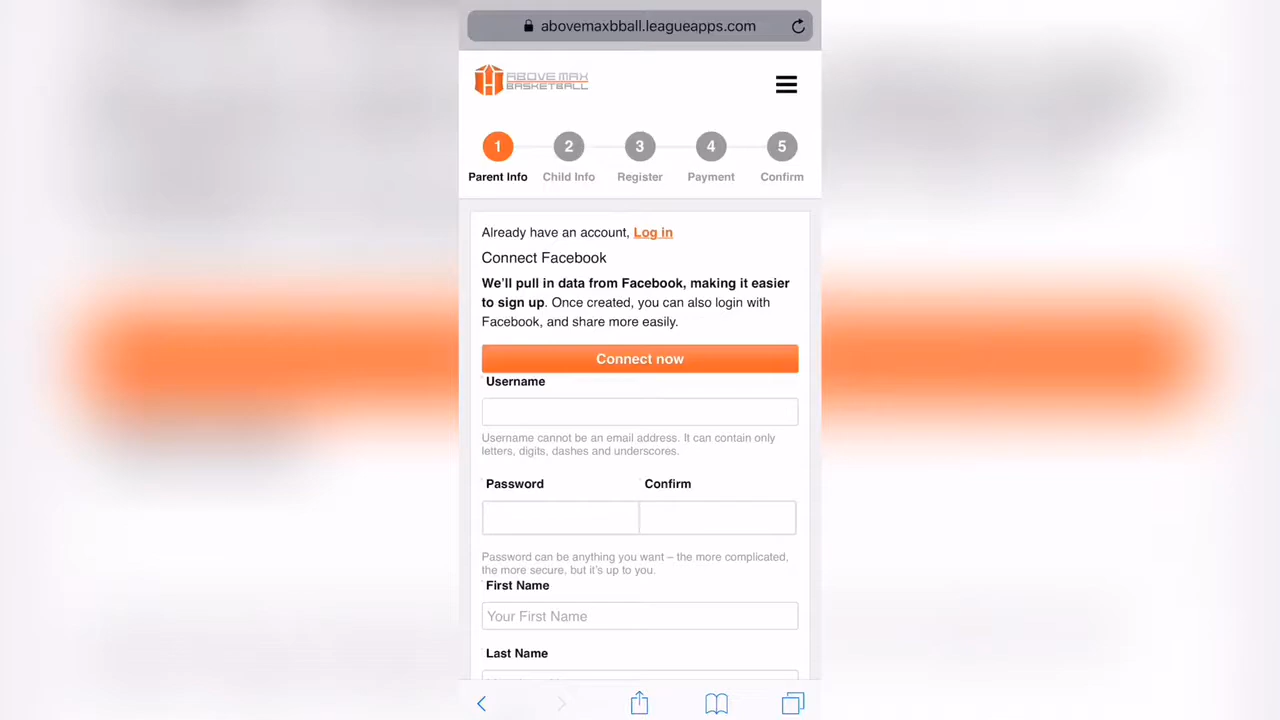 abovemaxbball.leagueapps.com
ABOVE MAX
BASKETBALL
1 2 3 4 5
Parent Info Child Info Register Payment Confirm
Already have an account, Log in
Connect Facebook
We'll pull in data from Facebook, making it easier
to sign up. Once created, you can also login with
Facebook, and share more easily.
Connect now
Username
Username cannot be an email address. It can contain only
letters, digits, dashes and underscores.
Password Confirm
Password can be anything you want – the more complicated,
the more secure, but it's up to you.
First Name
Your First Name
Last Name